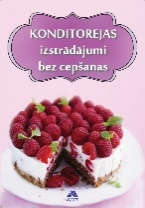 KONDITOREJAS
izstrādājumi
bez cepšanas